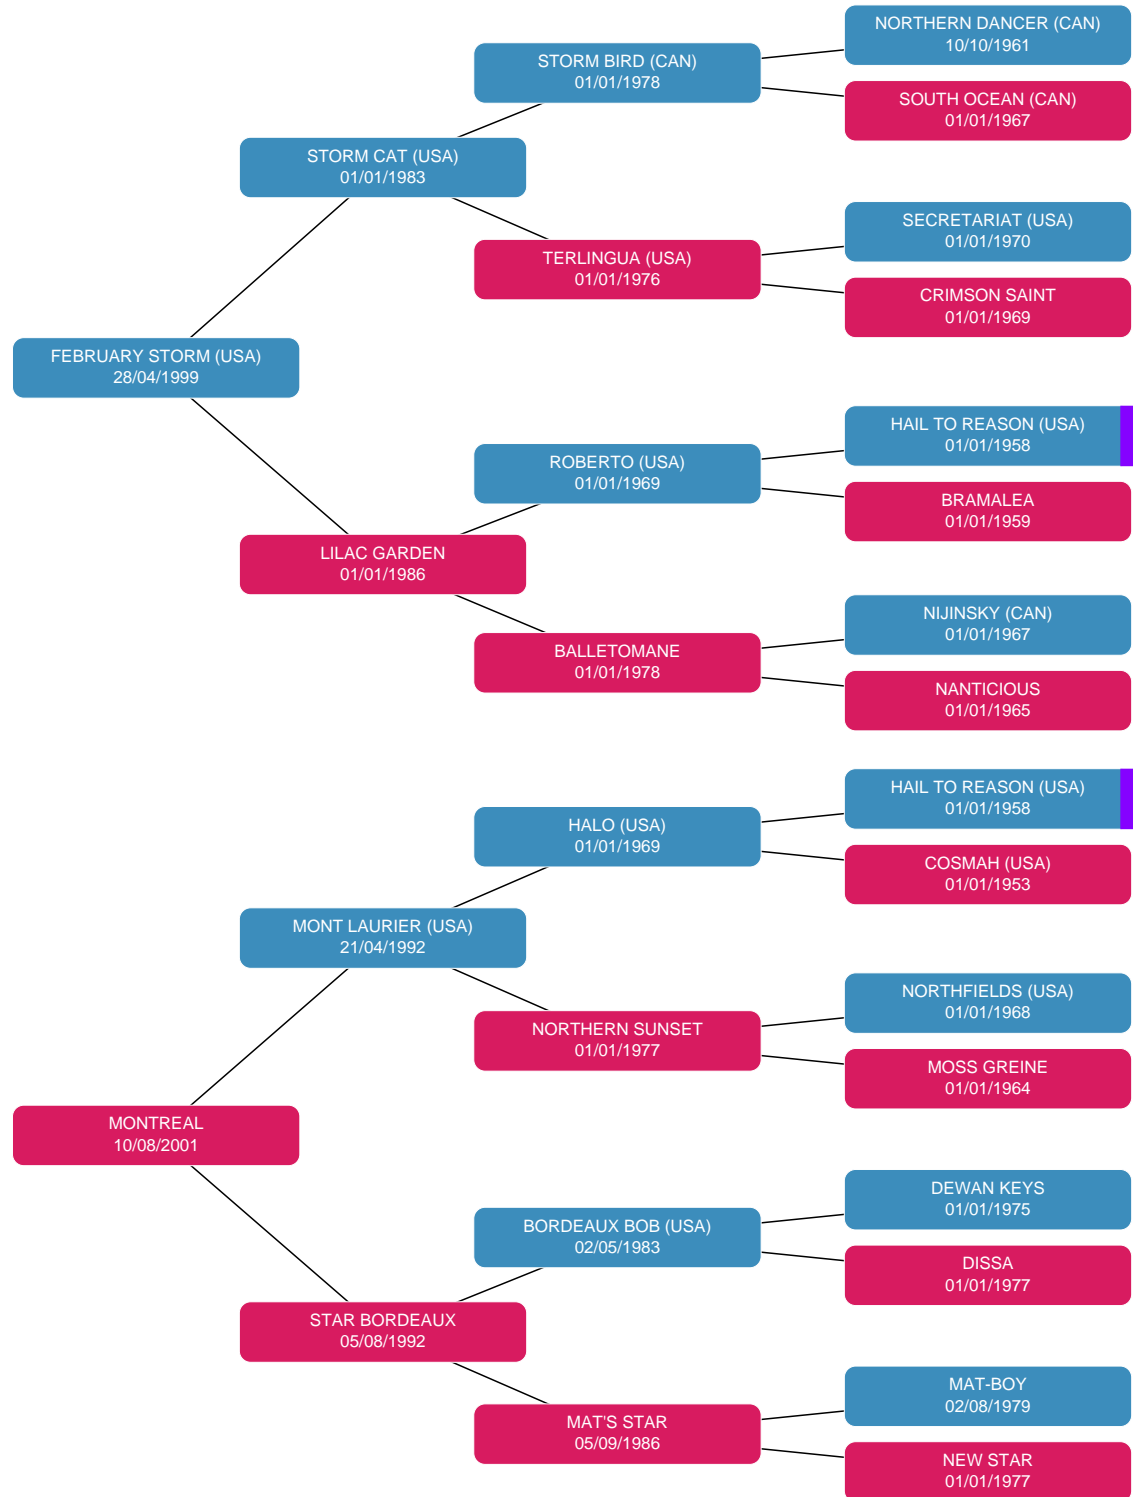 NORTHERN DANCER (CAN)
10/10/1961
STORM BIRD (CAN)
01/01/1978
SOUTH OCEAN (CAN)
01/01/1967
STORM CAT (USA)
01/01/1983
SECRETARIAT (USA)
01/01/1970
TERLINGUA (USA)
01/01/1976
CRIMSON SAINT
01/01/1969
FEBRUARY STORM (USA)
28/04/1999
HAIL TO REASON (USA)
01/01/1958
ROBERTO (USA)
01/01/1969
BRAMALEA
01/01/1959
LILAC GARDEN
01/01/1986
NIJINSKY (CAN)
01/01/1967
BALLETOMANE
01/01/1978
NANTICIOUS
01/01/1965
HAIL TO REASON (USA)
01/01/1958
HALO (USA)
01/01/1969
COSMAH (USA)
01/01/1953
MONT LAURIER (USA)
21/04/1992
NORTHFIELDS (USA)
01/01/1968
NORTHERN SUNSET
01/01/1977
MOSS GREINE
01/01/1964
MONTREAL
10/08/2001
DEWAN KEYS
01/01/1975
BORDEAUX BOB (USA)
02/05/1983
DISSA
01/01/1977
STAR BORDEAUX
05/08/1992
MAT-BOY
02/08/1979
MAT'S STAR
05/09/1986
NEW STAR
01/01/1977